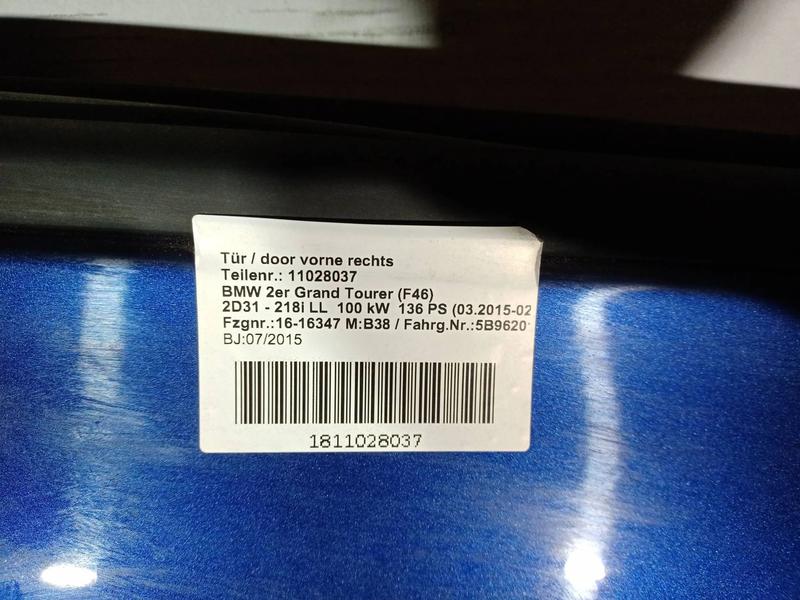 Tür / door vorne rechts
Teilenr.: 11028037
BMW 2er Grand Tourer (F46)
2D31 - 218i LL 100 kW 136 PS (03.2015-02
Fzgnr.:16-16347 M:B38 / Fahrg.Nr.:5B9620
BJ:07/2015
1811028037